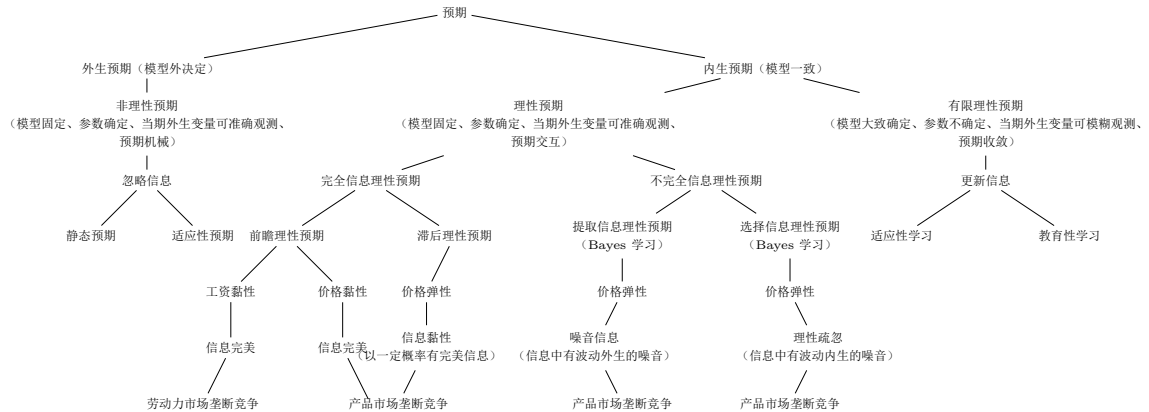 预期
外生预期（模型外决定）
内生预期（模型一致）
非理性预期
（模型固定、参数确定、当期外生变量可准确观测、
预期机械）
理性预期
（模型固定、参数确定、当期外生变量可准确观测、
预期交互）
有限理性预期
（模型大致确定、参数不确定、当期外生变量可模糊观测、
预期收敛）
忽略信息
完全信息理性预期
不完全信息理性预期
更新信息
静态预期
适应性预期
前瞻理性预期
滞后理性预期
提取信息理性预期
（Bayes 学习）
选择信息理性预期
（Bayes 学习）
适应性学习
教育性学习
工资黏性
价格黏性
价格弹性
价格弹性
价格弹性
信息完美
信息完美
信息黏性
（以一定概率有完美信息）
噪音信息
（信息中有波动外生的噪音）
理性疏忽
（信息中有波动内生的噪音）
劳动力市场垄断竞争
产品市场垄断竞争
产品市场垄断竞争
产品市场垄断竞争